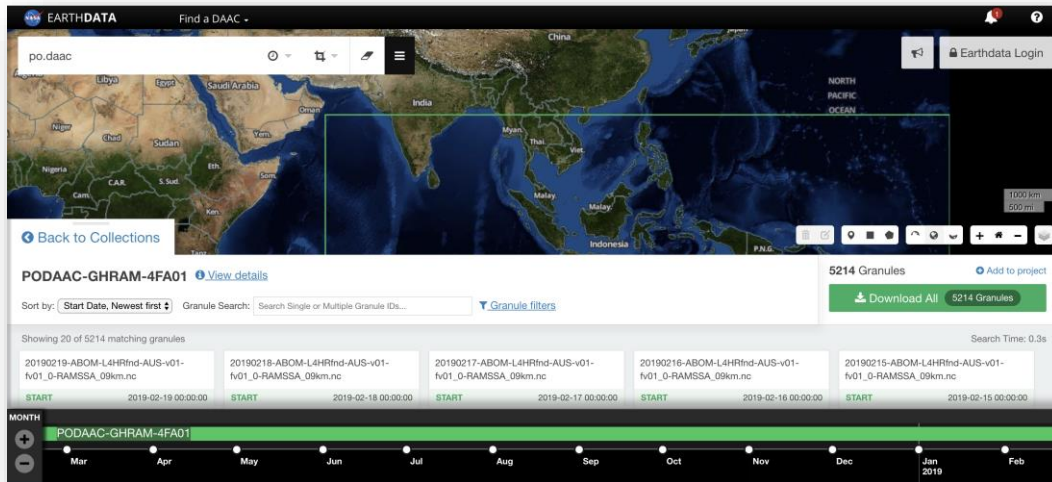 NASA EARTHDATA Find a DAAC 1
po.daac
Earthdata Login
China
Libya Egypt Saudi Arabia
NORTH
PACIFIC
OCEAN
Oman
India
Niger Chad Sudan Yem. Myan.
Thai. Viet.
Nigeria C.A.R. S. Sud. Eth. Som.
Cam. Malay. Malay.
Ken.
1000 km
500 mi
Indonesia P.N.G.
Tanz.
Back to Collections
PODAAC-GHRAM-4FA01 View details
5214 Granules Add to project
Sort by: Start Date, Newest first Granule Search: Search Single or Multiple Granule IDs... Granule filters
Download All 5214 Granules
Showing 20 of 5214 matching granules Search Time: 0.3s
20190219-ABOM-L4HRfnd-AUS-v01-
fv01_0-RAMSSA_09km.nc
START 2019-02-19 00:00:00
20190218-ABOM-L4HRfnd-AUS-v01-
fv01_0-RAMSSA_09km.nc
START 2019-02-18 00:00:00
20190217-ABOM-L4HRfnd-AUS-v01-
fv01_0-RAMSSA_09km.nc
START 2019-02-17 00:00:00
20190216-ABOM-L4HRfnd-AUS-v01-
fv01_0-RAMSSA_09km.nc
START 2019-02-16 00:00:00
20190215-ABOM-L4HRfnd-AUS-v01-
fv01_0-RAMSSA_09km.nc
START 2019-02-15 00:00:00
MONTH
PODAAC-GHRAM-4FA01
Mar Apr May Jun Jul Aug Sep Oct Nov Dec Jan Feb
2019